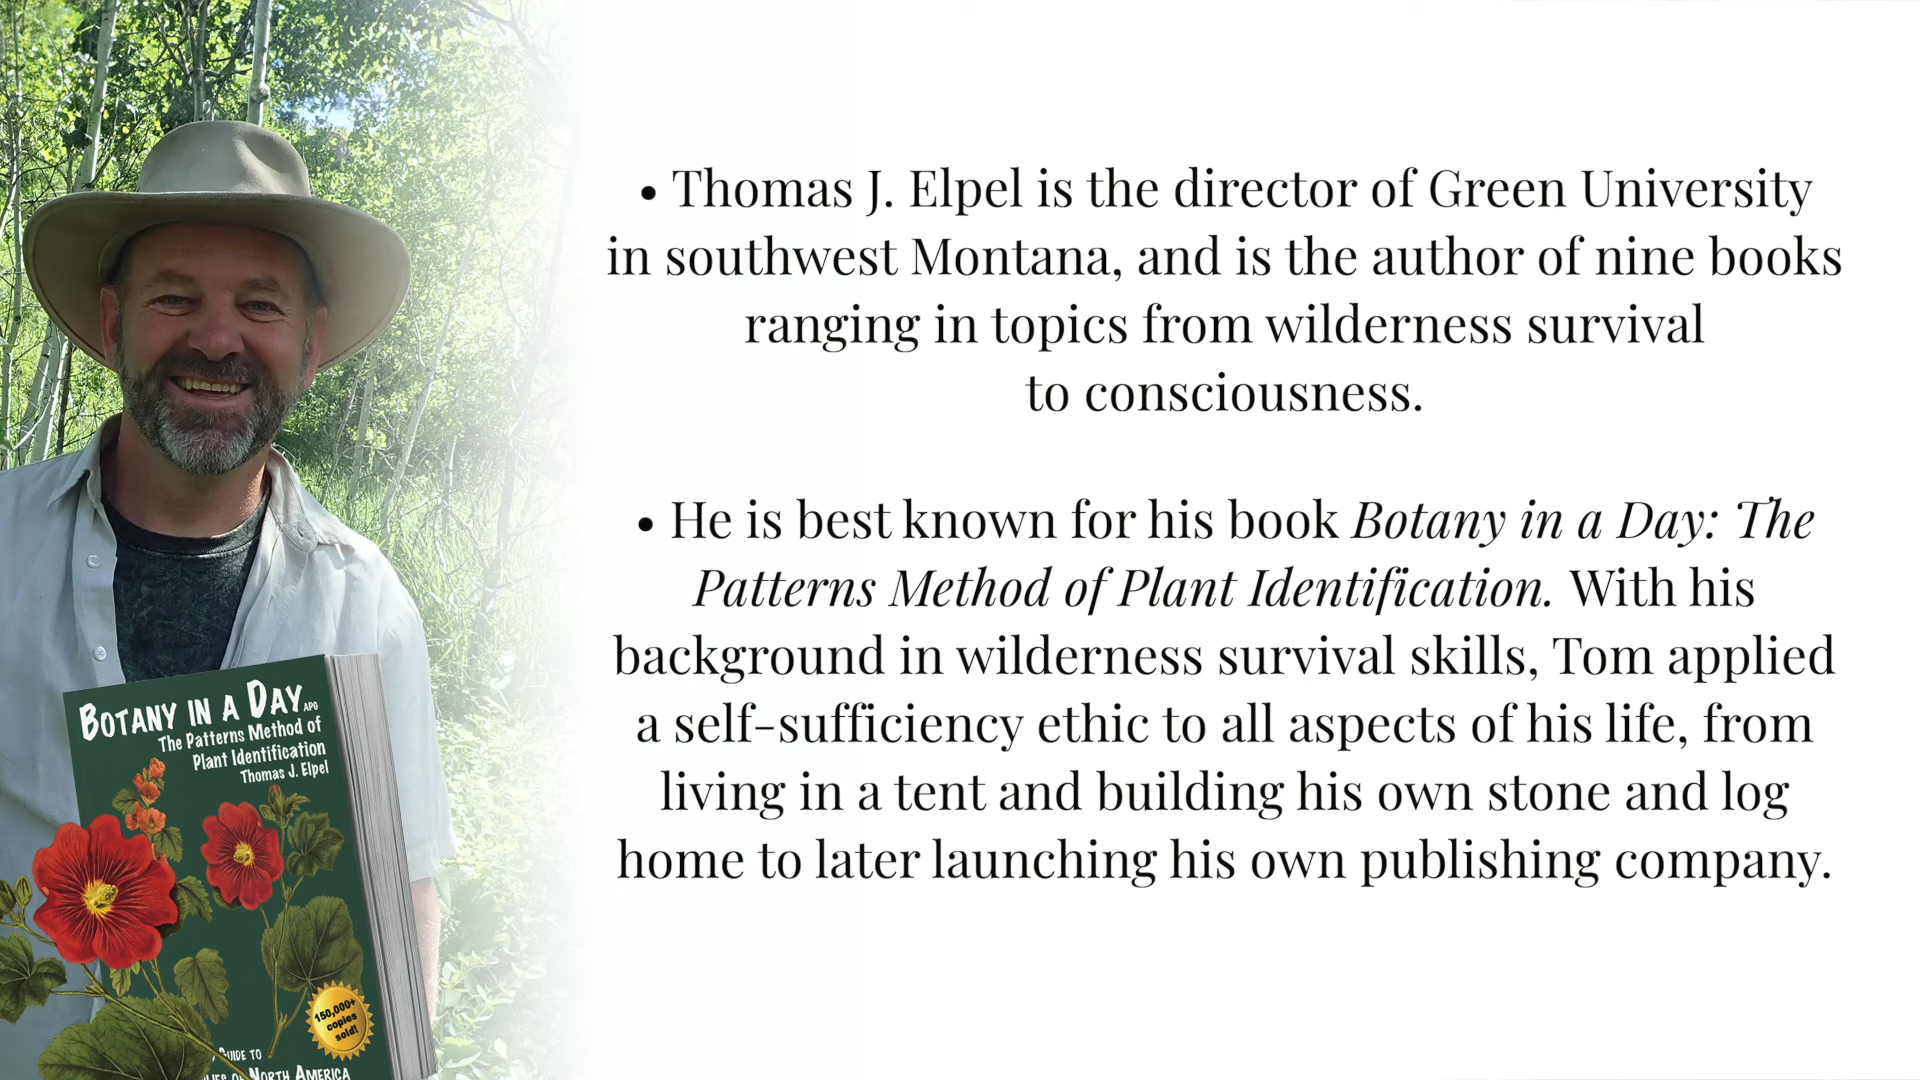 • Thomas J. Elpel is the director of Green University
in southwest Montana, and is the author of nine books
ranging in topics from wilderness survival
to consciousness.
• He is best known for his book Botany in a Day: The
Patterns Method of Plant Identification. With his
background in wilderness survival skills, Tom applied
a self-sufficiency ethic to all aspects of his life, from
living in a tent and building his own stone and log
home to later launching his own publishing company.
BOTANY IN A DAY APG
The Patterns Method of
Plant Identification
Thomas J. Elpel
150,000+
copies
sold!
GUIDE TO
OF NORTH AMERICA